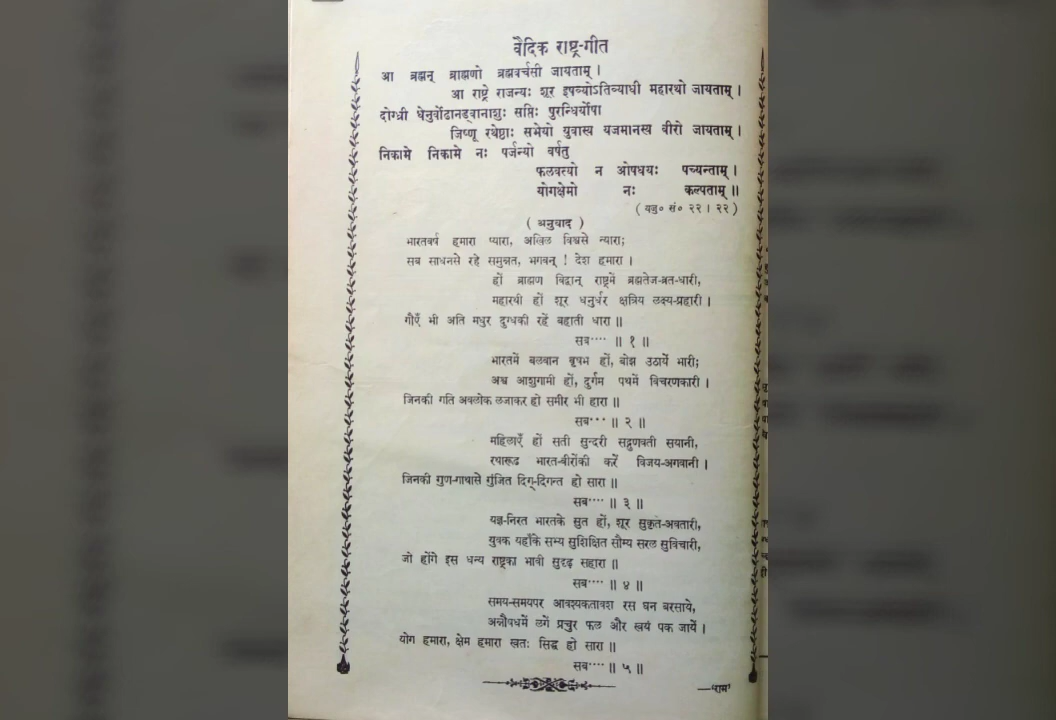 वैदिक राष्ट्र-गीत
आ ब्रह्मन् ब्राह्मणो ब्रह्मवर्चसी जायताम् ।
आ राष्ट्रे राजन्यः शूर इषव्योऽतिव्याधी महारथो जायताम् ।
दोग्ध्री धेनुर्वोढानड्वानाशुः सप्तिः पुरन्धिर्योषा
जिष्णू रथेष्ठाः सभेयो युवास्य यजमानस्य वीरो जायताम् ।
निकामे निकामे नः पर्जन्यो वर्षतु
फलवत्यो न ओषधयः पच्यन्ताम् ।
योगक्षेमो नः कल्पताम् ॥
( यजु० सं० २२ । २२ )
( अनुवाद )
भारतवर्ष हमारा प्यारा, अखिल विश्वसे न्यारा;
सब साधनसे रहे समुन्नत, भगवन् ! देश हमारा ।
हों ब्राह्मण विद्वान् राष्ट्रमें ब्रह्मतेज-व्रत-धारी,
महारथी हों शूर धनुर्धर क्षत्रिय लक्ष्य-प्रहारी ।
गौएँ भी अति मधुर दुग्धकी रहें बहाती धारा ॥
सब···· ॥ १ ॥
भारतमें बलवान वृषभ हों, बोझ उठायें भारी;
अश्व आशुगामी हों, दुर्गम पथमें विचरणकारी ।
जिनकी गति अवलोक लजाकर हो समीर भी हारा ॥
सब··· ॥ २ ॥
महिलाएँ हों सती सुन्दरी सद्गुणवती सयानी,
रथारूढ भारत-वीरोंकी करें विजय-अगवानी ।
जिनकी गुण-गाथासे गुंजित दिग्-दिगन्त हो सारा ॥
सब···· ॥ ३ ॥
यज्ञ-निरत भारतके सुत हों, शूर सुकृत-अवतारी,
युवक यहाँके सभ्य सुशिक्षित सौम्य सरल सुविचारी,
जो होंगे इस धन्य राष्ट्रका भावी सुदृढ़ सहारा ॥
सब···· ॥ ४ ॥
समय-समयपर आवश्यकतावश रस घन बरसाये,
अन्नौषधमें लगें प्रचुर फल और स्वयं पक जायें ।
योग हमारा, क्षेम हमारा स्वतः सिद्ध हो सारा ॥
सब···· ॥ ५ ॥
—'राम'